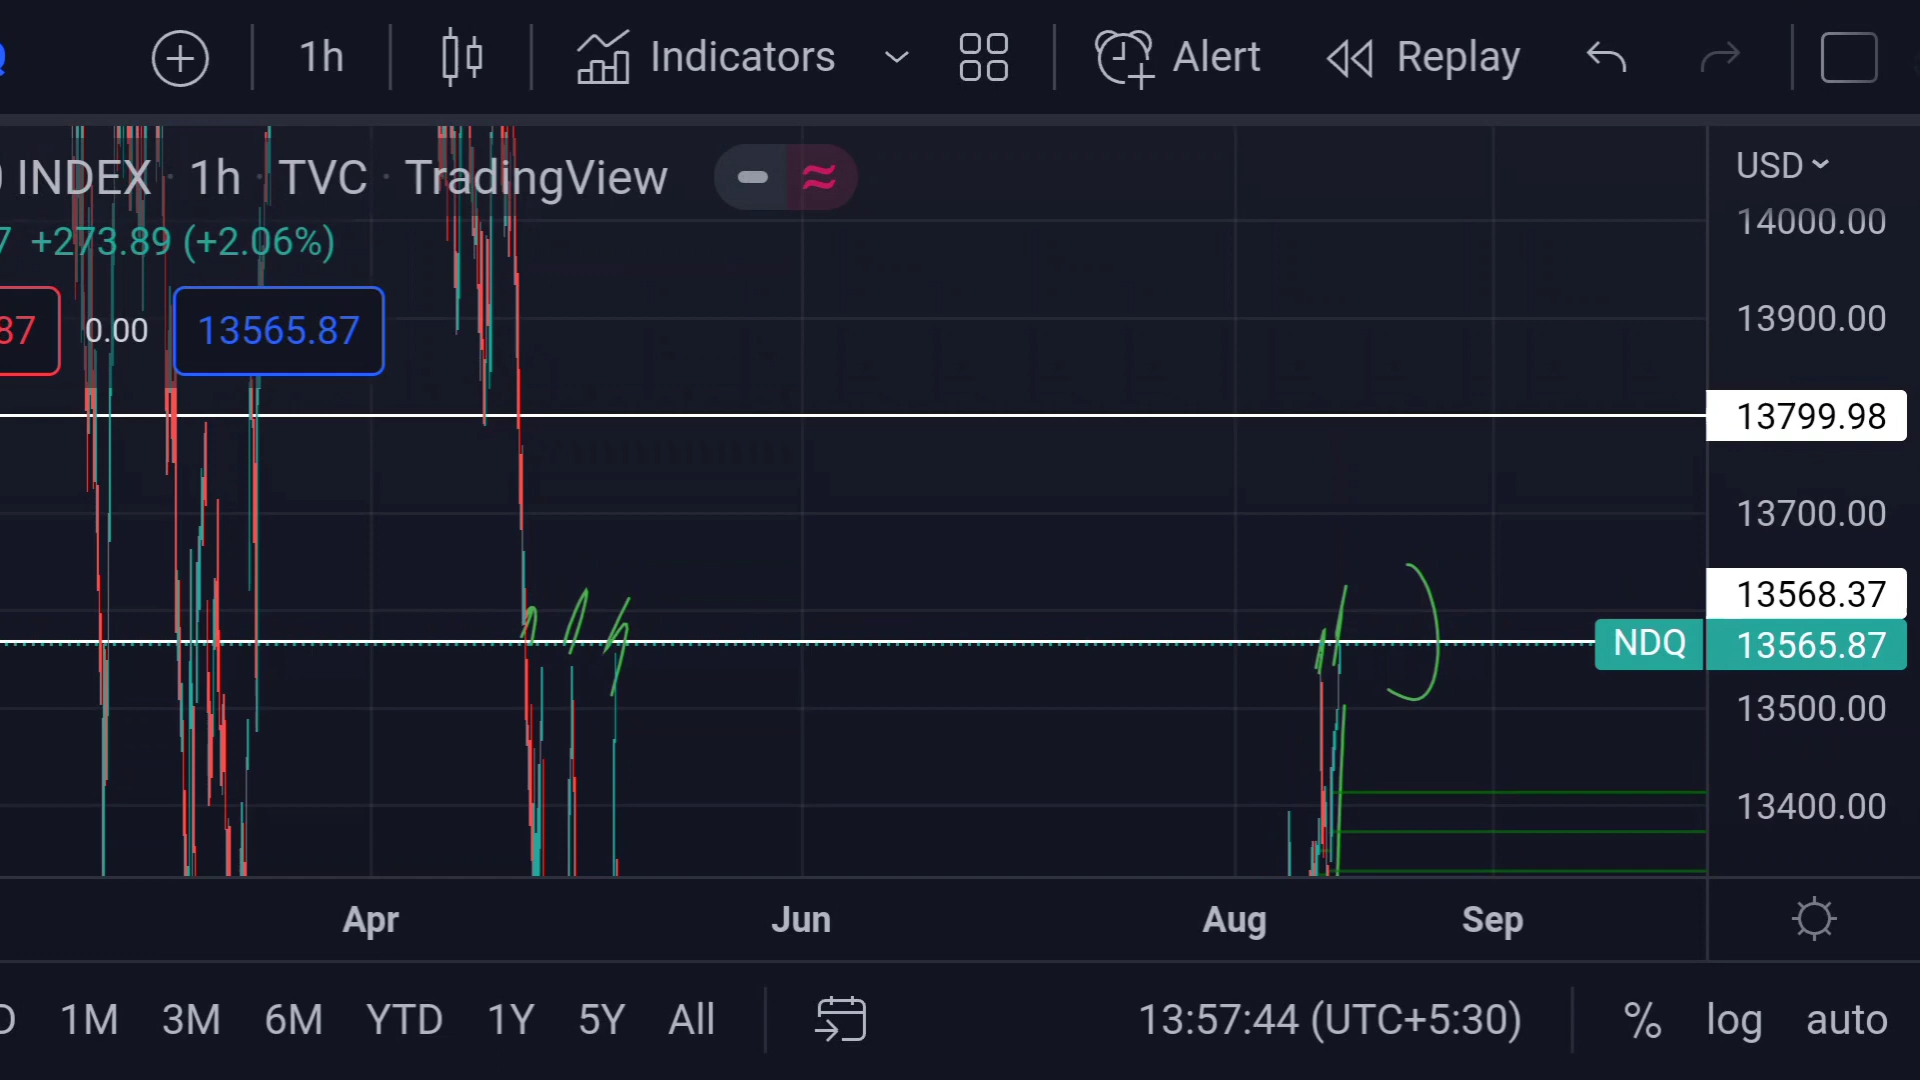 1h Indicators Alert Replay
INDEX · 1h · TVC · TradingView
+273.89 (+2.06%)
87 0.00 13565.87
USD
14000.00
13900.00
13799.98
13700.00
13568.37
NDQ 13565.87
13500.00
13400.00
Apr Jun Aug Sep
1M 3M 6M YTD 1Y 5Y All 13:57:44 (UTC+5:30) % log auto